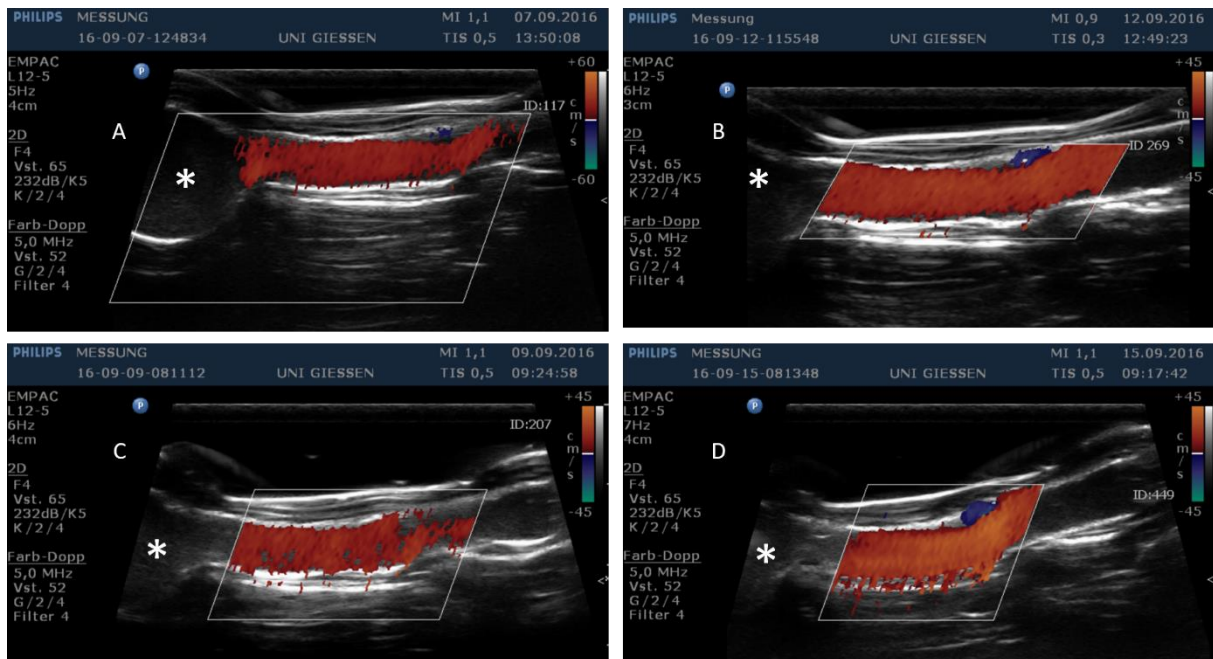 PHILIPS MESSUNG MI 1,1 07.09.2016
16-09-07-124834 UNI GIESSEN TIS 0,5 13:50:08
EMPAC
L12-5
5Hz
4cm
2D
F4
Vst. 65
232dB/K5
K/2/4
Farb-Dopp
5,0 MHz
Vst. 52
G/2/4
Filter 4
P
A
*
ID:117
+60
cm/s
-60
<
PHILIPS Messung MI 0,9 12.09.2016
16-09-12-115548 UNI GIESSEN TIS 0,3 12:49:23
EMPAC
L12-5
6Hz
3cm
2D
F4
Vst. 65
232dB/K5
K/2/4
Farb-Dopp
5,0 MHz
Vst. 52
G/2/4
Filter 4
P
B
*
ID 269
+45
cm/s
-45
<
PHILIPS MESSUNG MI 1,1 09.09.2016
16-09-09-081112 UNI GIESSEN TIS 0,5 09:24:58
EMPAC
L12-5
6Hz
4cm
2D
F4
Vst. 65
232dB/K5
K/2/4
Farb-Dopp
5,0 MHz
Vst. 52
G/2/4
Filter 4
P
C
*
ID:207
+45
cm/s
-45
<
PHILIPS MESSUNG MI 1,1 15.09.2016
16-09-15-081348 UNI GIESSEN TIS 0,5 09:17:42
EMPAC
L12-5
7Hz
4cm
2D
F4
Vst. 65
232dB/K5
K/2/4
Farb-Dopp
5,0 MHz
Vst. 52
G/2/4
Filter 4
P
D
*
ID:449
+45
cm/s
-45
<